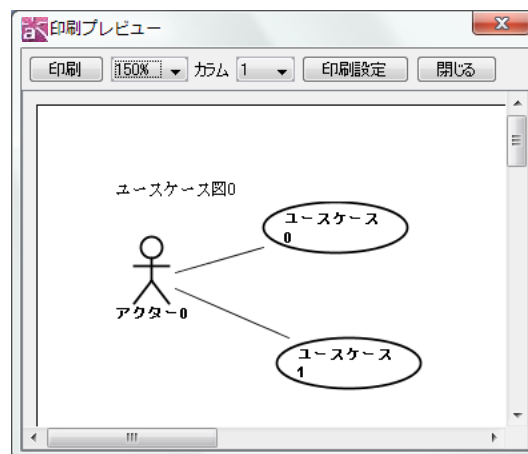 印刷プレビュー
印刷 150% カラム 1 印刷設定 閉じる
ユースケース図0
ユースケース
0
アクター0
ユースケース
1